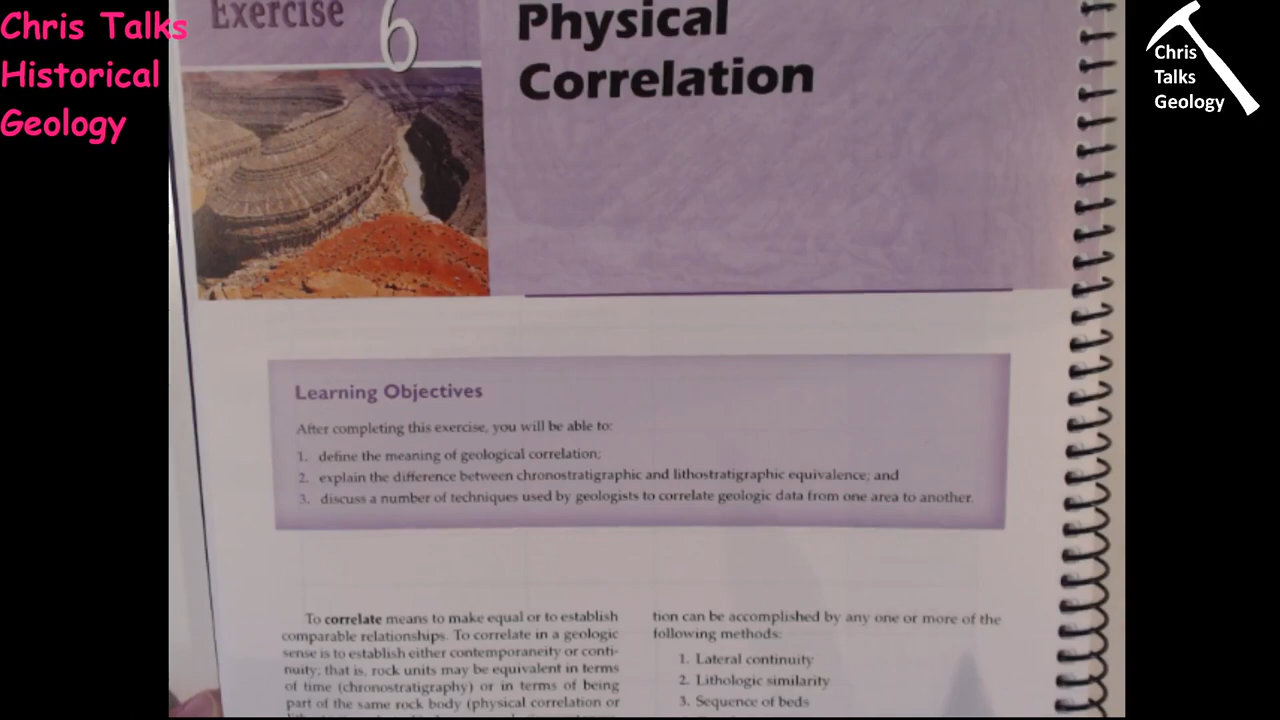 Chris Talks
Historical
Geology
Exercise 6
Physical
Correlation
Chris
Talks
Geology
Learning Objectives
After completing this exercise, you will be able to:
1. define the meaning of geological correlation;
2. explain the difference between chronostratigraphic and lithostratigraphic equivalence; and
3. discuss a number of techniques used by geologists to correlate geologic data from one area to another.
To correlate means to make equal or to establish
comparable relationships. To correlate in a geologic
sense is to establish either contemporaneity or conti-
nuity; that is, rock units may be equivalent in terms
of time (chronostratigraphy) or in terms of being
part of the same rock body (physical correlation or
tion can be accomplished by any one or more of the
following methods:
1. Lateral continuity
2. Lithologic similarity
3. Sequence of beds